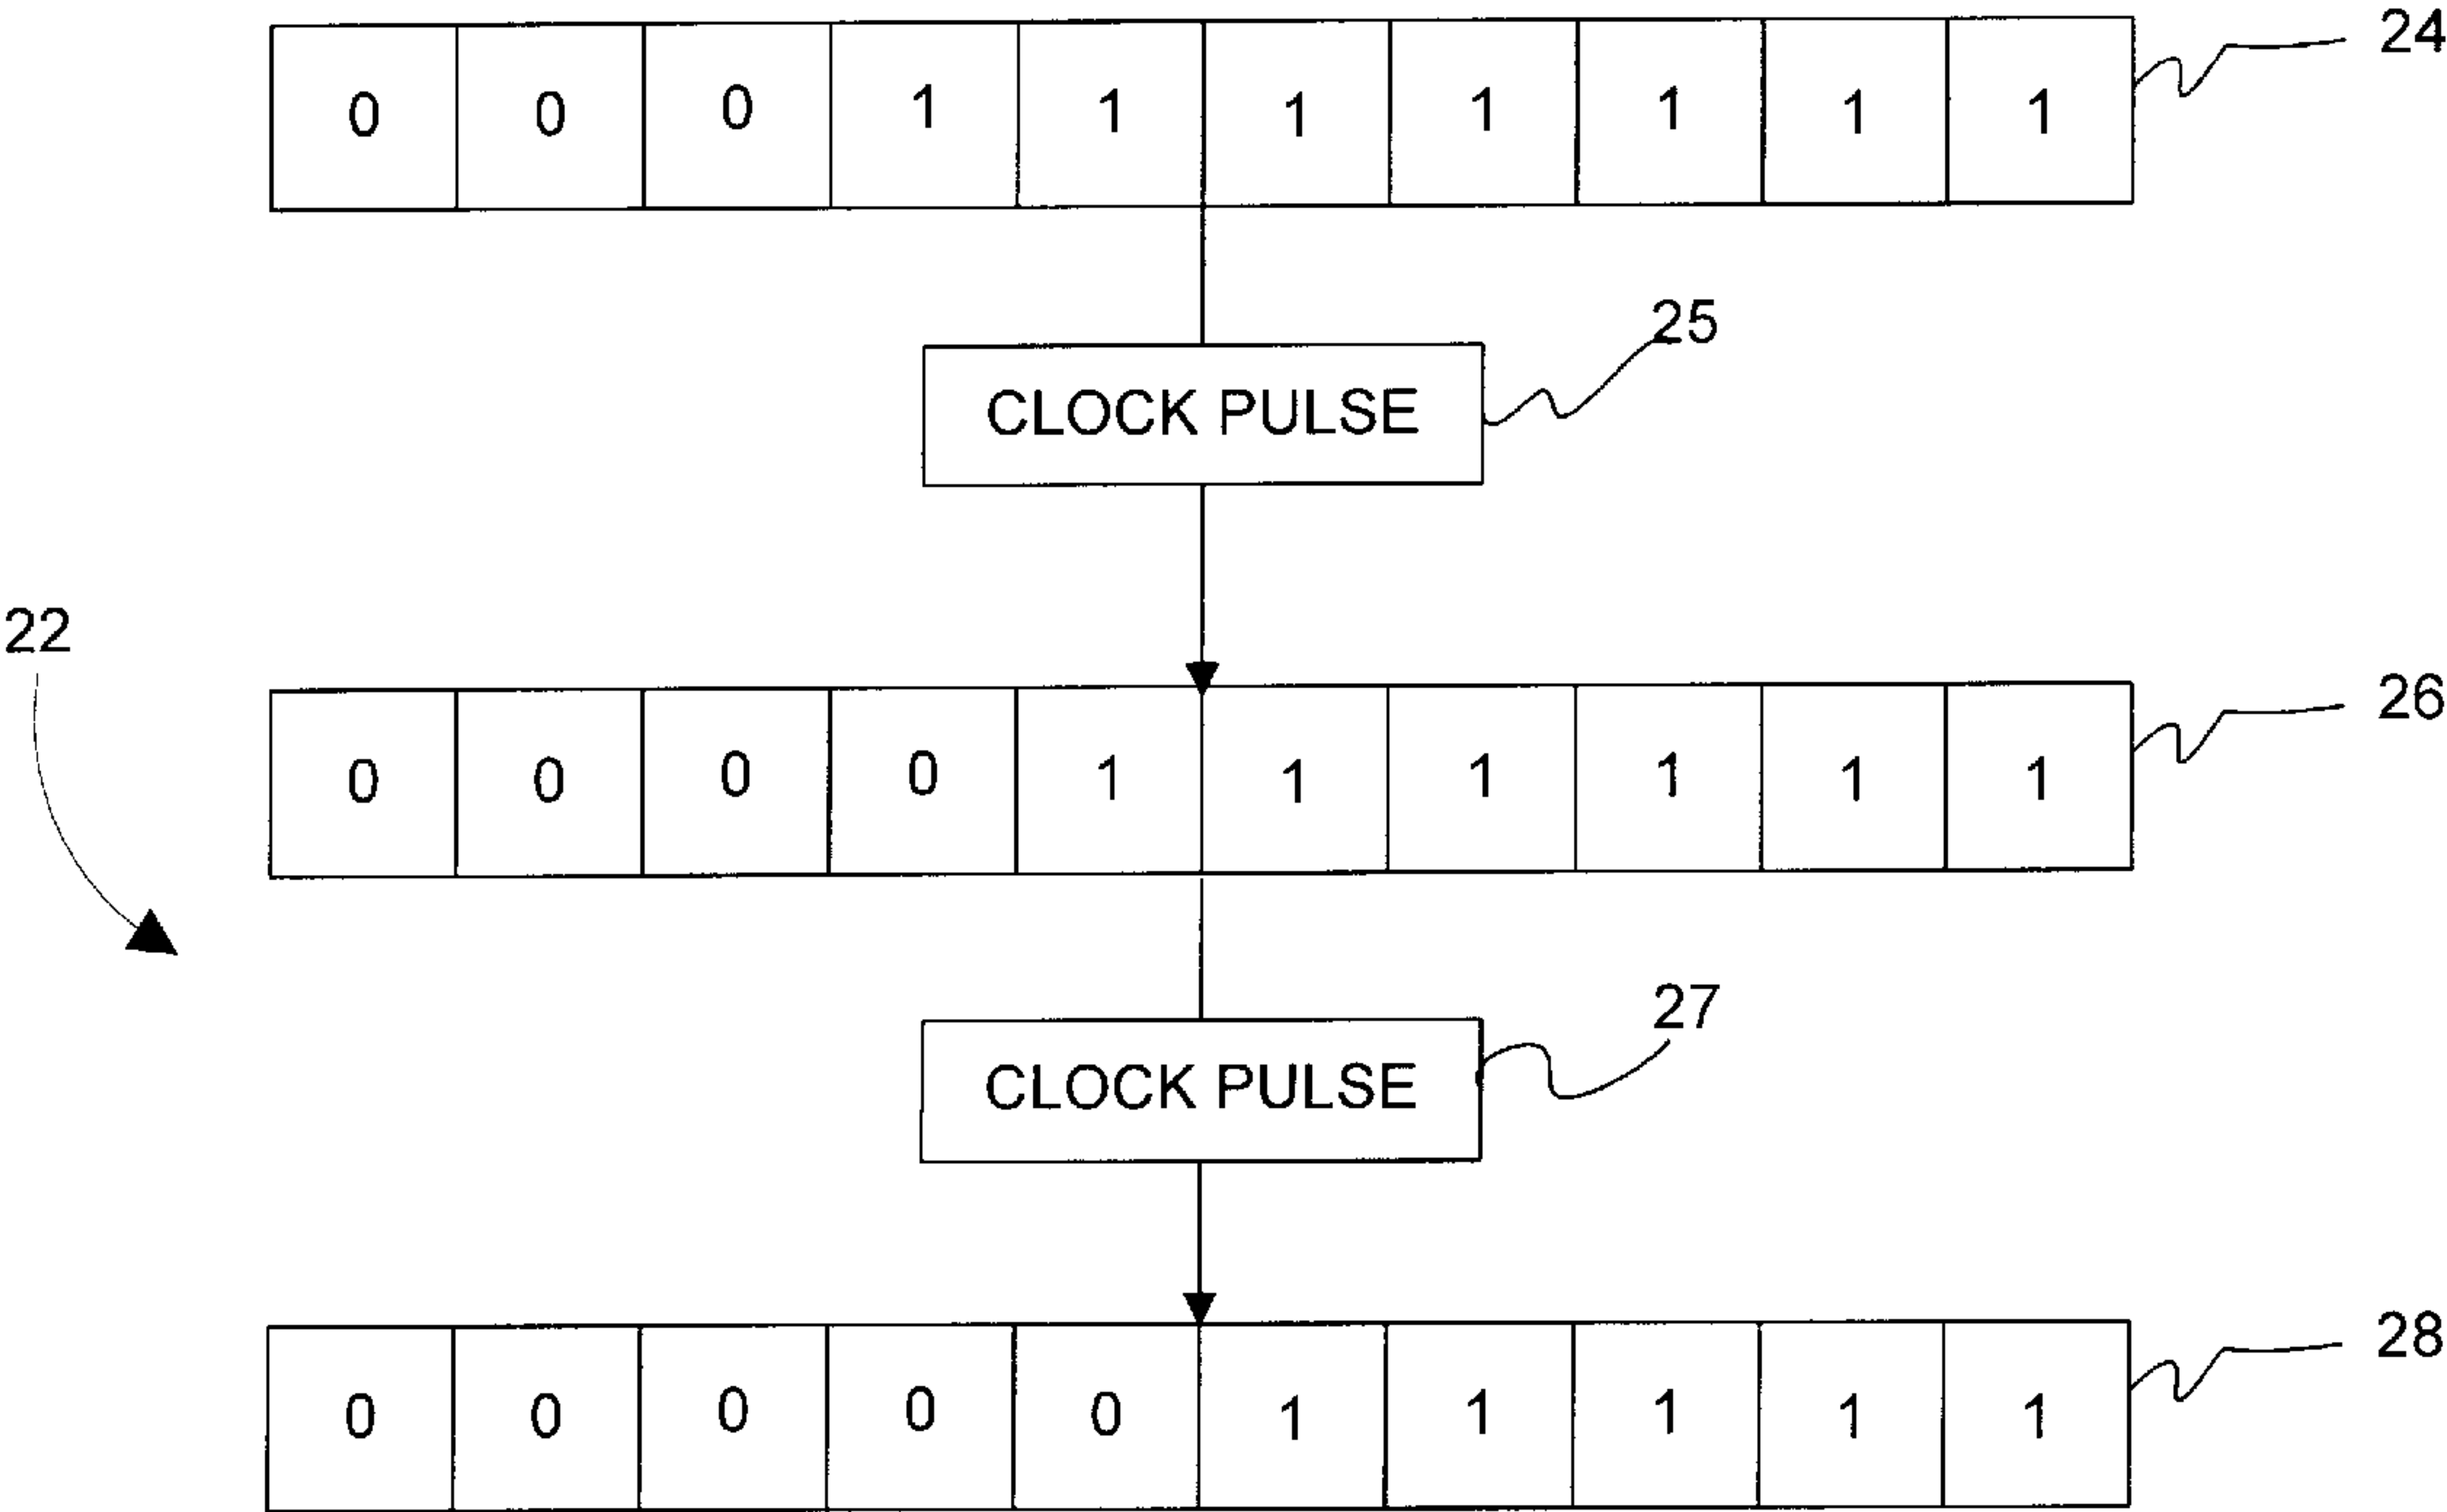 0 0 0 1 1 1 1 1 1 1 24
25
CLOCK PULSE
22
0 0 0 0 1 1 1 1 1 1 26
27
CLOCK PULSE
0 0 0 0 0 1 1 1 1 1 28